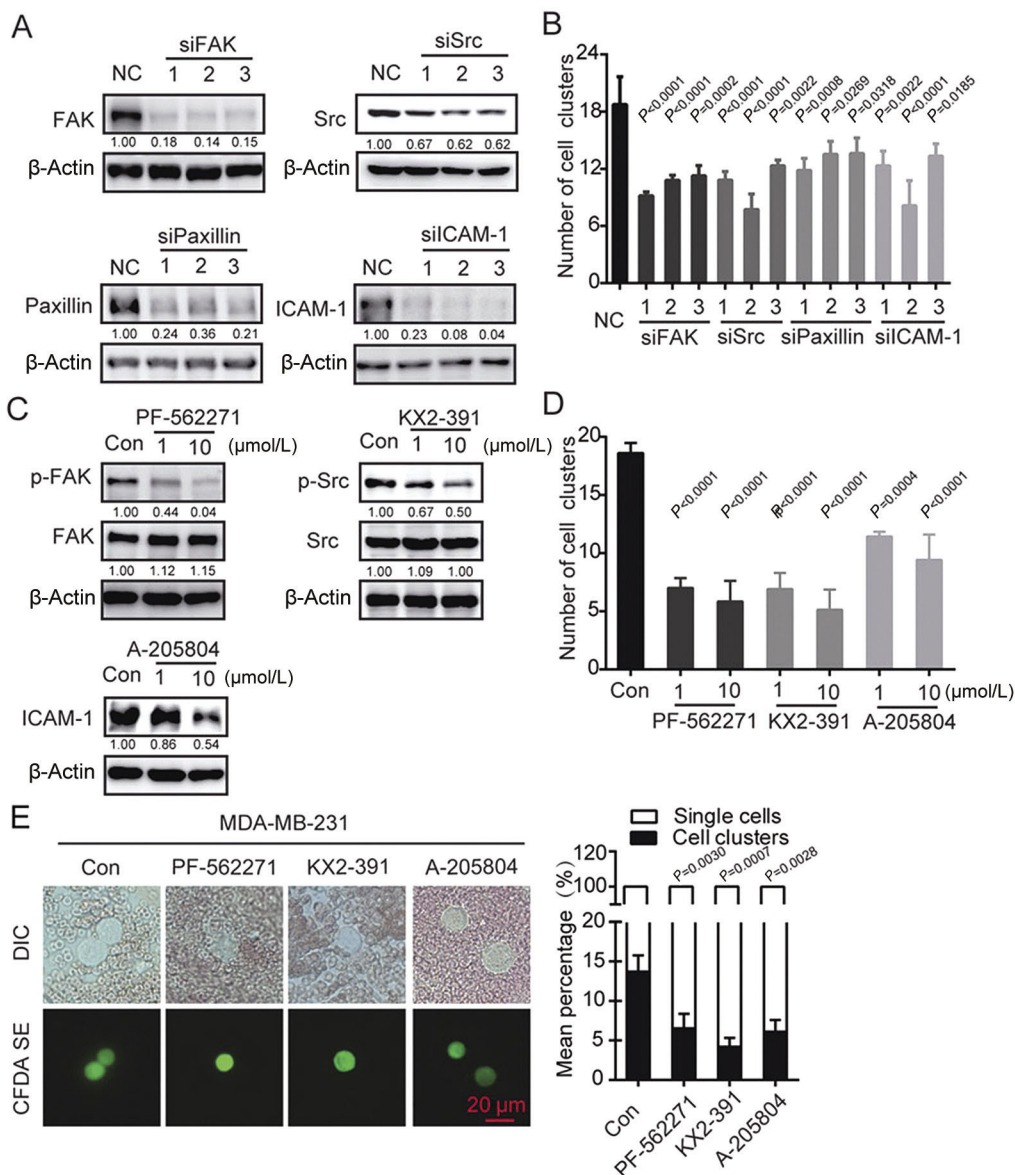 A
siFAK
NC 1 2 3
FAK
1.00 0.18 0.14 0.15
β-Actin
siSrc
NC 1 2 3
Src
1.00 0.67 0.62 0.62
β-Actin
siPaxillin
NC 1 2 3
Paxillin
1.00 0.24 0.36 0.21
β-Actin
siICAM-1
NC 1 2 3
ICAM-1
1.00 0.23 0.08 0.04
β-Actin
B
Number of cell clusters
24
18
12
6
0
P<0.0001
P<0.0001
P=0.0002
P<0.0001
P<0.0001
P=0.0022
P=0.0008
P=0.0269
P=0.0318
P=0.0022
P<0.0001
P=0.0185
NC 1 2 3 1 2 3 1 2 3 1 2 3
siFAK siSrc siPaxillin siICAM-1
C
PF-562271
Con 1 10 (μmol/L)
p-FAK
1.00 0.44 0.04
FAK
1.00 1.12 1.15
β-Actin
KX2-391
Con 1 10 (μmol/L)
p-Src
1.00 0.67 0.50
Src
1.00 1.09 1.00
β-Actin
A-205804
Con 1 10 (μmol/L)
ICAM-1
1.00 0.86 0.54
β-Actin
D
Number of cell clusters
20
15
10
5
0
P<0.0001
P<0.0001
P<0.0001
P<0.0001
P=0.0004
P<0.0001
Con 1 10 1 10 1 10 (μmol/L)
PF-562271 KX2-391 A-205804
E
MDA-MB-231
Con PF-562271 KX2-391 A-205804
DIC
CFDA SE
20 μm
Single cells
Cell clusters
Mean percentage (%)
120
100
80
20
15
10
5
0
P=0.0030
P=0.0007
P=0.0028
Con
PF-562271
KX2-391
A-205804